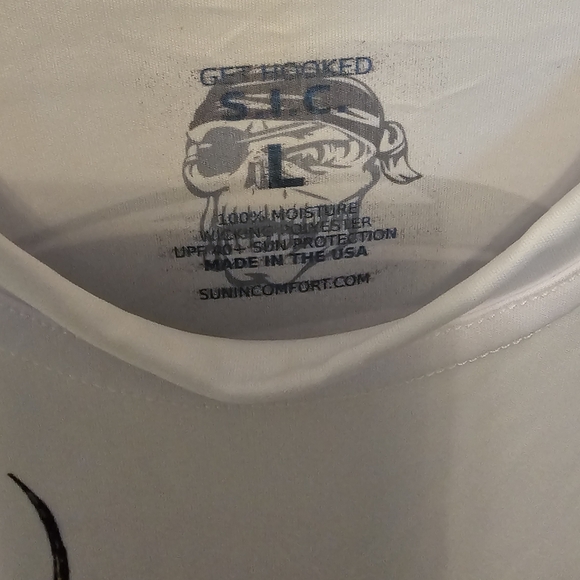 GET HOOKED
S.I.C.
L
100% MOISTURE
WICKING POLYESTER
UPF 40+ SUN PROTECTION
MADE IN THE USA
SUNINCOMFORT.COM